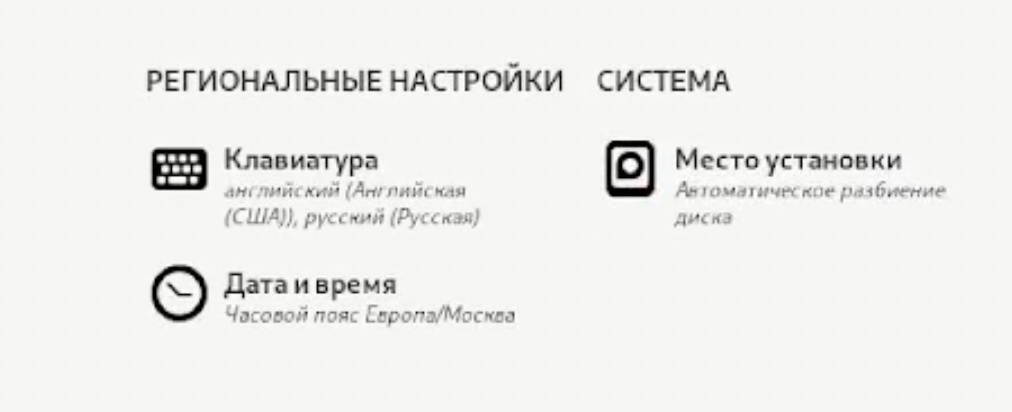 РЕГИОНАЛЬНЫЕ НАСТРОЙКИ
Клавиатура
английский (Английская
(США)), русский (Русская)
Дата и время
Часовой пояс Европа/Москва
СИСТЕМА
Место установки
Автоматическое разбиение
диска